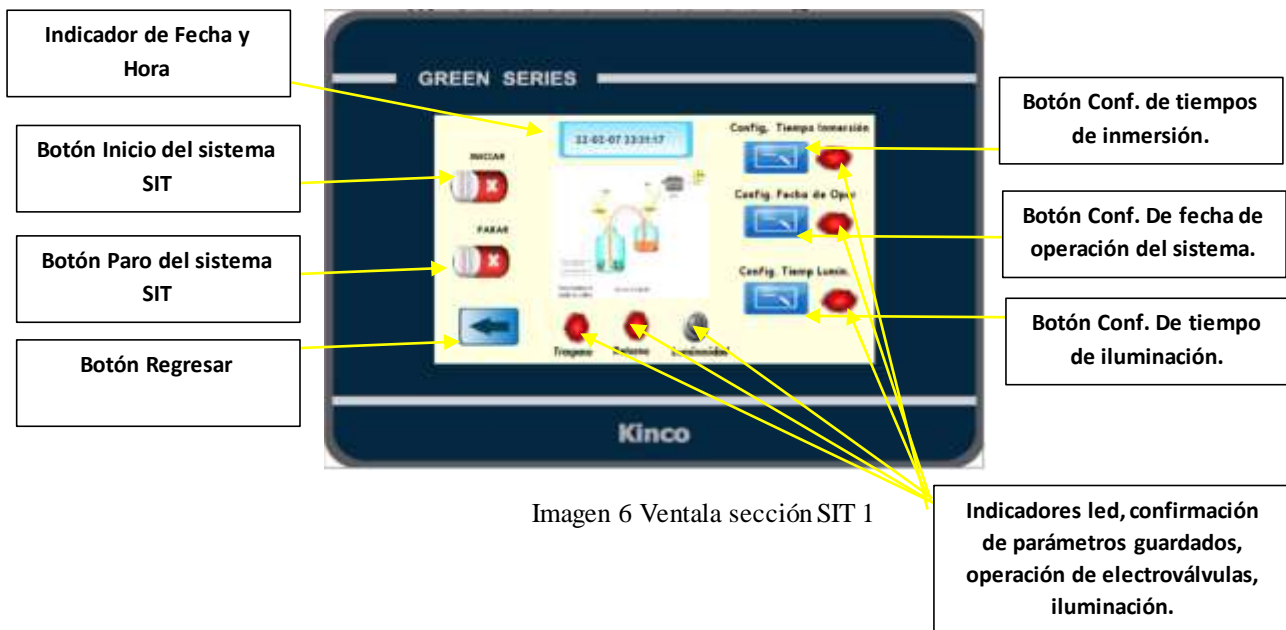 Indicador de Fecha y
Hora
Botón Inicio del sistema
SIT
Botón Paro del sistema
SIT
Botón Regresar
GREEN SERIES
22-02-07 23:31:17
INICIAR
PARAR
Config. Tiempo Inmersión
Config. Fecha de Oper
Config. Tiemp Lumin.
Luminosidad
Kinco
Botón Conf. de tiempos
de inmersión.
Botón Conf. De fecha de
operación del sistema.
Botón Conf. De tiempo
de iluminación.
Imagen 6 Ventala sección SIT 1
Indicadores led, confirmación
de parámetros guardados,
operación de electroválvulas,
iluminación.